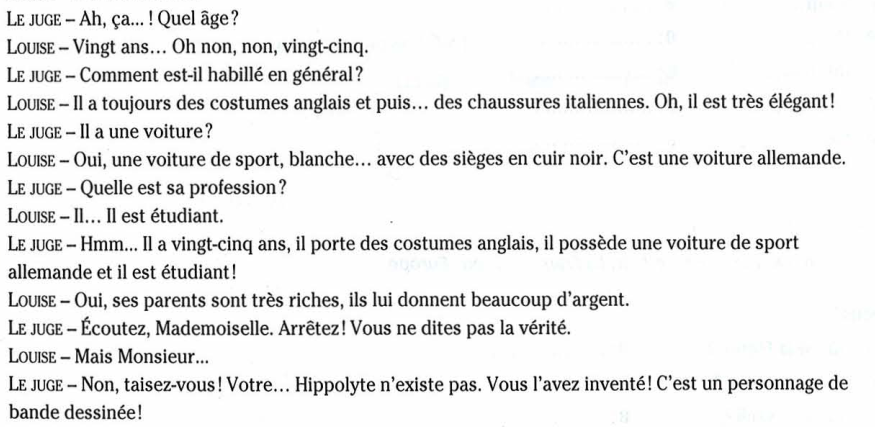 LE JUGE – Ah, ça... ! Quel âge?
LOUISE – Vingt ans... Oh non, non, vingt-cinq.
LE JUGE – Comment est-il habillé en général?
LOUISE – Il a toujours des costumes anglais et puis... des chaussures italiennes. Oh, il est très élégant!
LE JUGE – Il a une voiture?
LOUISE – Oui, une voiture de sport, blanche... avec des sièges en cuir noir. C'est une voiture allemande.
LE JUGE – Quelle est sa profession?
LOUISE – Il... Il est étudiant.
LE JUGE – Hmm... Il a vingt-cinq ans, il porte des costumes anglais, il possède une voiture de sport
allemande et il est étudiant!
LOUISE – Oui, ses parents sont très riches, ils lui donnent beaucoup d'argent.
LE JUGE – Écoutez, Mademoiselle. Arrêtez! Vous ne dites pas la vérité.
LOUISE – Mais Monsieur...
LE JUGE – Non, taisez-vous! Votre... Hippolyte n'existe pas. Vous l'avez inventé! C'est un personnage de
bande dessinée!